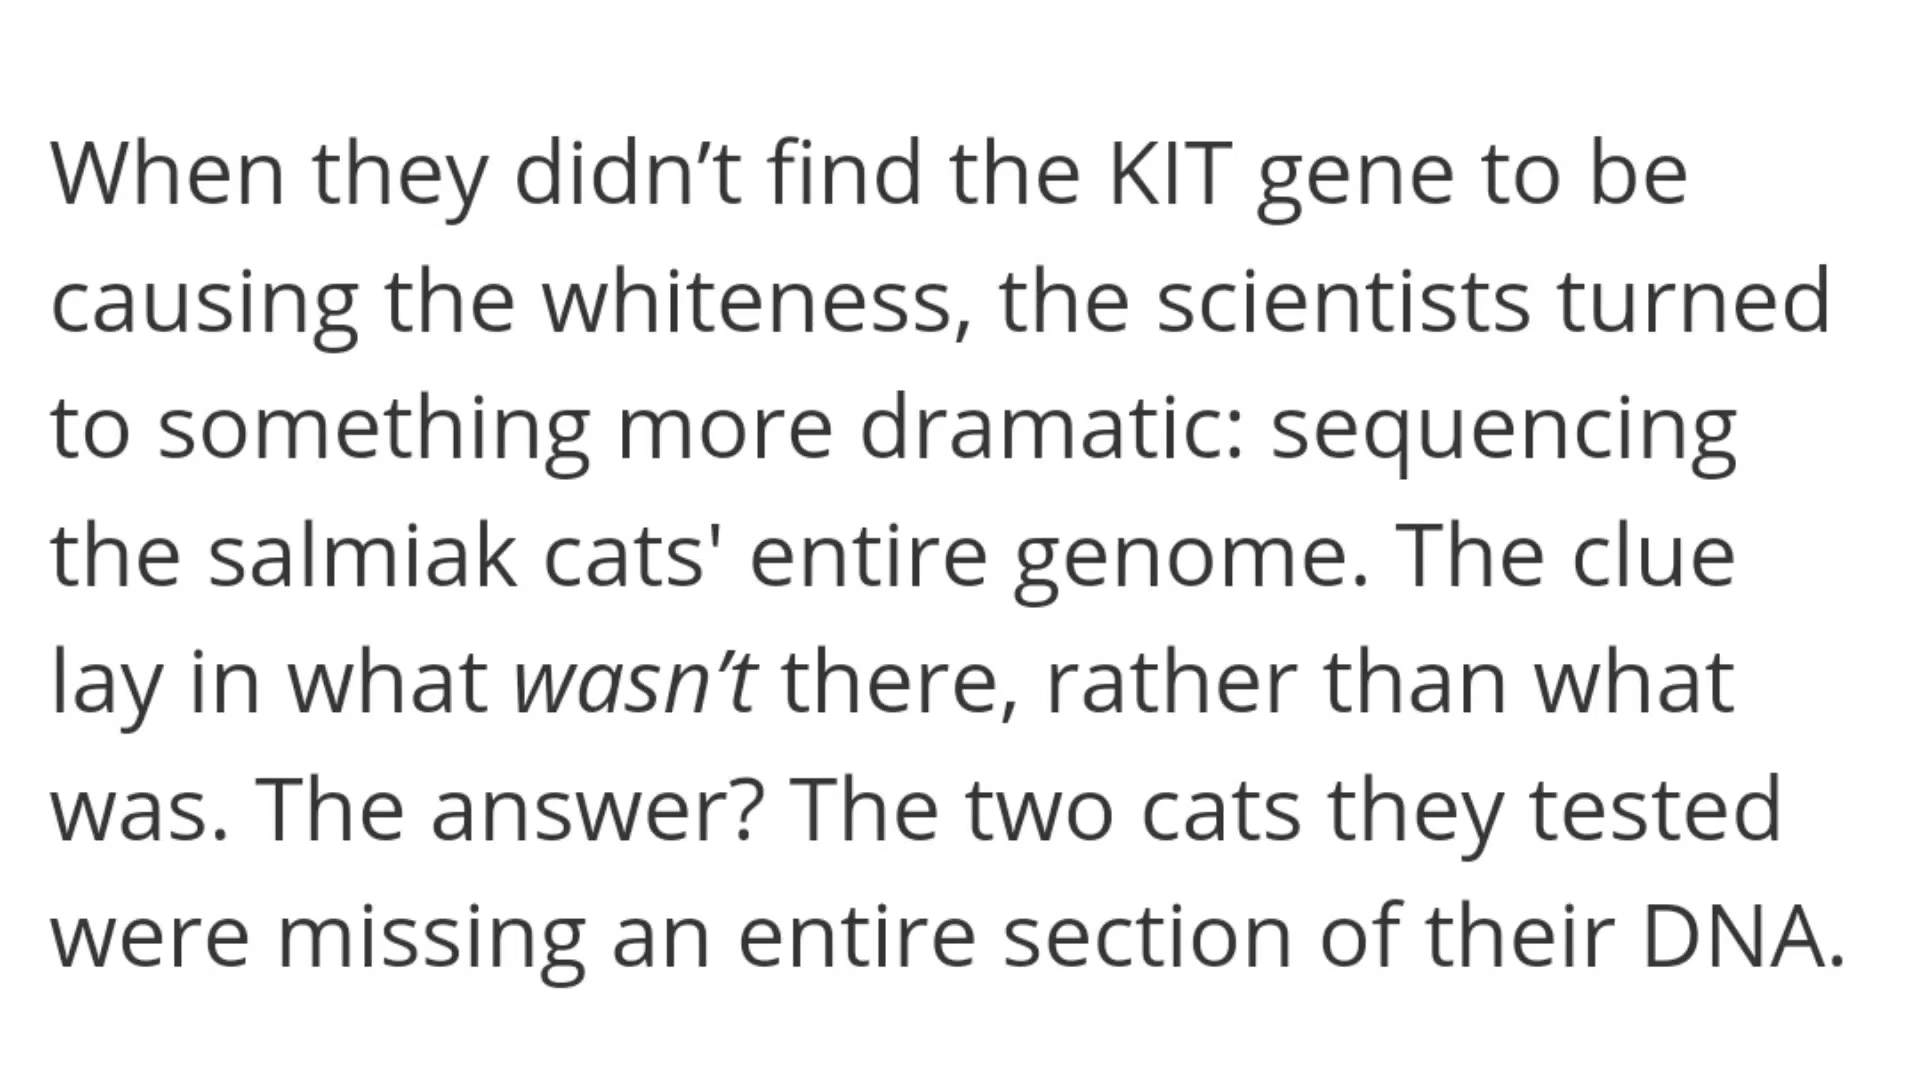 When they didn’t find the KIT gene to be
causing the whiteness, the scientists turned
to something more dramatic: sequencing
the salmiak cats' entire genome. The clue
lay in what wasn’t there, rather than what
was. The answer? The two cats they tested
were missing an entire section of their DNA.